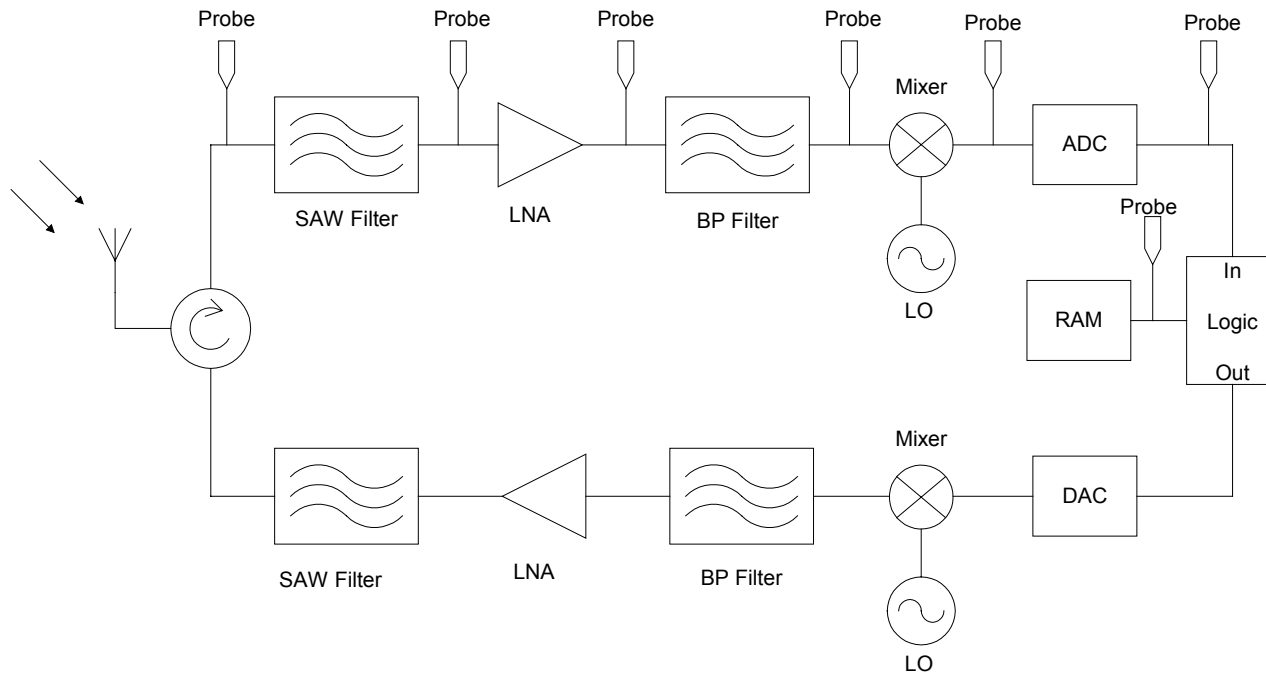 Probe
Probe
Probe
Probe
Probe
Probe
Mixer
ADC
SAW Filter
LNA
BP Filter
LO
Probe
In
RAM
Logic
Out
Mixer
DAC
SAW Filter
LNA
BP Filter
LO